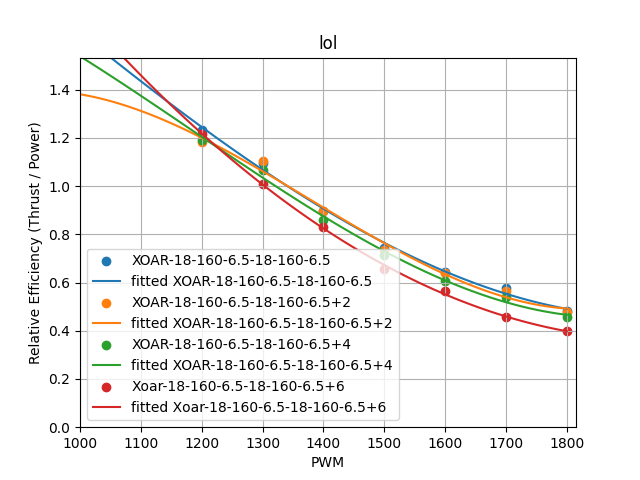 lol
Relative Efficiency (Thrust / Power)
1.4
1.2
1.0
0.8
0.6
0.4
0.2
0.0
XOAR-18-160-6.5-18-160-6.5
fitted XOAR-18-160-6.5-18-160-6.5
XOAR-18-160-6.5-18-160-6.5+2
fitted XOAR-18-160-6.5-18-160-6.5+2
XOAR-18-160-6.5-18-160-6.5+4
fitted XOAR-18-160-6.5-18-160-6.5+4
Xoar-18-160-6.5-18-160-6.5+6
fitted Xoar-18-160-6.5-18-160-6.5+6
1000 1100 1200 1300 1400 1500 1600 1700 1800
PWM